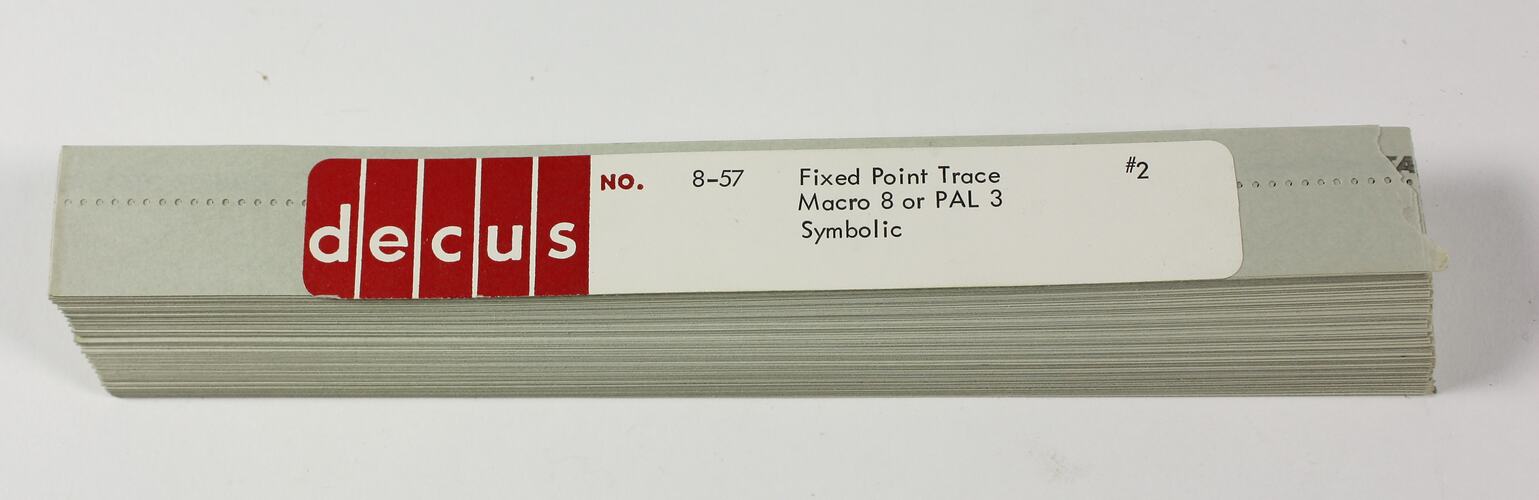 decus NO. 8-57 Fixed Point Trace #2
Macro 8 or PAL 3
Symbolic